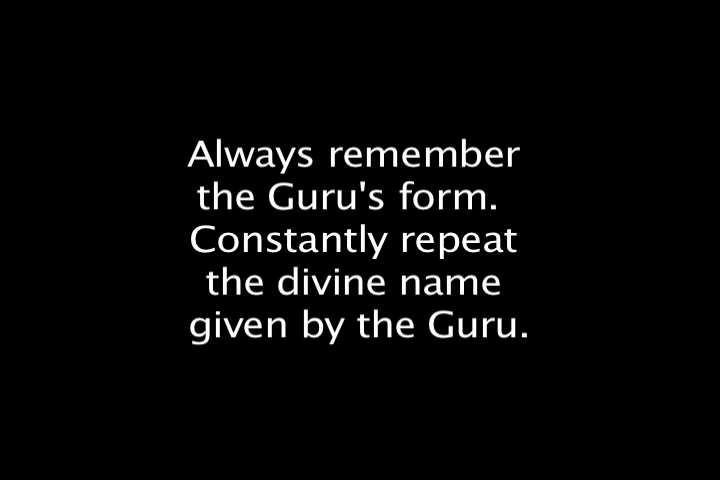 Always remember
the Guru's form.
Constantly repeat
the divine name
given by the Guru.